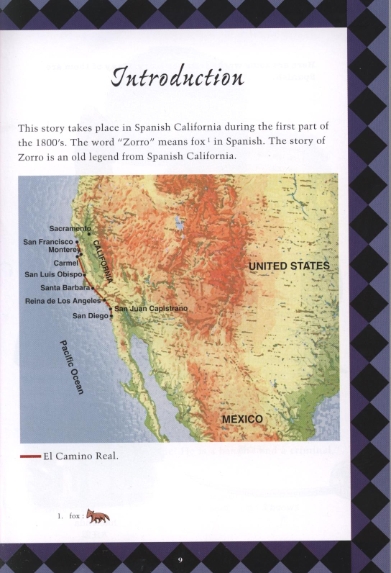 Introduction
This story takes place in Spanish California during the first part of
the 1800's. The word "Zorro" means fox¹ in Spanish. The story of
Zorro is an old legend from Spanish California.
Sacramento
San Francisco
Monterey
CALIFORNIA
Carmel
San Luis Obispo
UNITED STATES
Santa Barbara
Reina de Los Angeles
San Juan Capistrano
San Diego
Pacific Ocean
MEXICO
El Camino Real.
1. fox:
9